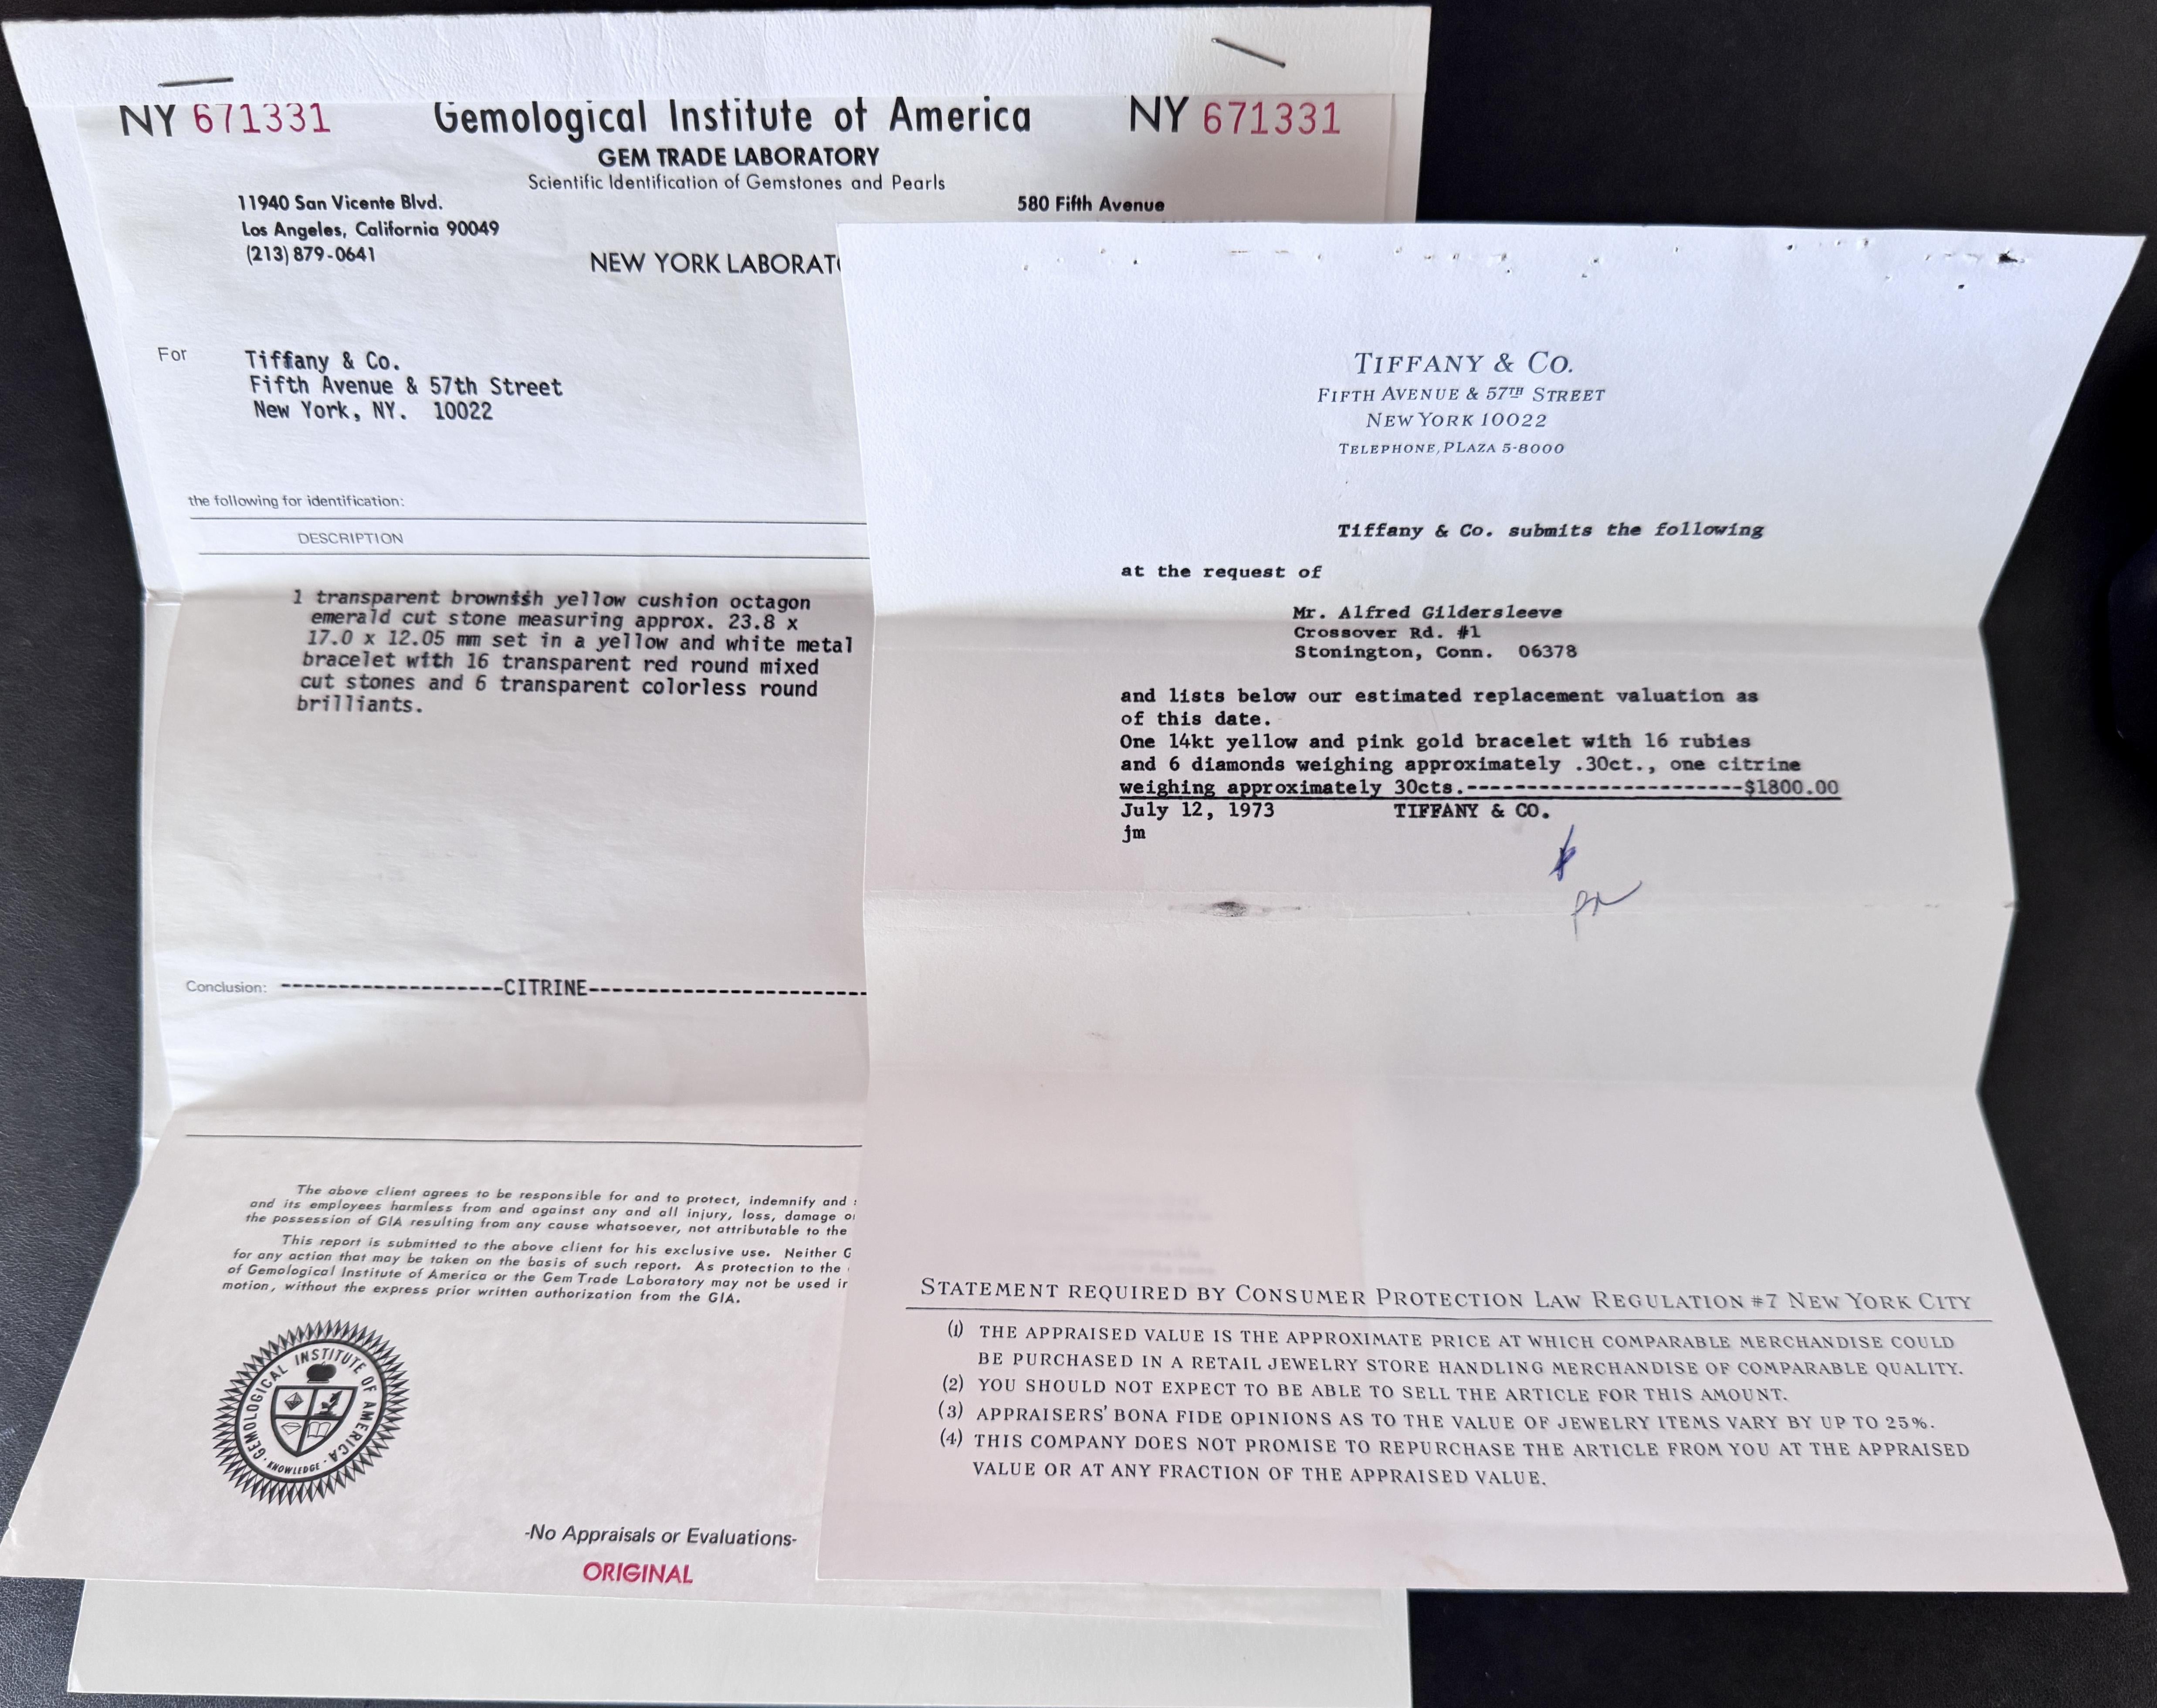 NY 671331 Gemological Institute of America NY 671331
GEM TRADE LABORATORY
Scientific Identification of Gemstones and Pearls
11940 San Vicente Blvd.
Los Angeles, California 90049
(213) 879-0641
580 Fifth Avenue
NEW YORK LABORATO
For
Tiffany & Co.
Fifth Avenue & 57th Street
New York, NY. 10022
the following for identification:
DESCRIPTION
1 transparent brownish yellow cushion octagon
emerald cut stone measuring approx. 23.8 x
17.0 x 12.05 mm set in a yellow and white metal
bracelet with 16 transparent red round mixed
cut stones and 6 transparent colorless round
brilliants.
Conclusion: -------------------CITRINE------------------------
The above client agrees to be responsible for and to protect, indemnify and
and its employees harmless from and against any and all injury, loss, damage o
the possession of GIA resulting from any cause whatsoever, not attributable to the
This report is submitted to the above client for his exclusive use. Neither G
for any action that may be taken on the basis of such report. As protection to the
of Gemological Institute of America or the Gem Trade Laboratory may not be used in
motion, without the express prior written authorization from the GIA.
GEMOLOGICAL INSTITUTE OF AMERICA
· KNOWLEDGE ·
-No Appraisals or Evaluations-
ORIGINAL
TIFFANY & CO.
FIFTH AVENUE & 57TH STREET
NEW YORK 10022
TELEPHONE, PLAZA 5-8000
Tiffany & Co. submits the following
at the request of
Mr. Alfred Gildersleeve
Crossover Rd. #1
Stonington, Conn. 06378
and lists below our estimated replacement valuation as
of this date.
One 14kt yellow and pink gold bracelet with 16 rubies
and 6 diamonds weighing approximately .30ct., one citrine
weighing approximately 30cts.-----------------------$1800.00
July 12, 1973 TIFFANY & CO.
jm
STATEMENT REQUIRED BY CONSUMER PROTECTION LAW REGULATION #7 NEW YORK CITY
(1) THE APPRAISED VALUE IS THE APPROXIMATE PRICE AT WHICH COMPARABLE MERCHANDISE COULD
BE PURCHASED IN A RETAIL JEWELRY STORE HANDLING MERCHANDISE OF COMPARABLE QUALITY.
(2) YOU SHOULD NOT EXPECT TO BE ABLE TO SELL THE ARTICLE FOR THIS AMOUNT.
(3) APPRAISERS' BONA FIDE OPINIONS AS TO THE VALUE OF JEWELRY ITEMS VARY BY UP TO 25%.
(4) THIS COMPANY DOES NOT PROMISE TO REPURCHASE THE ARTICLE FROM YOU AT THE APPRAISED
VALUE OR AT ANY FRACTION OF THE APPRAISED VALUE.